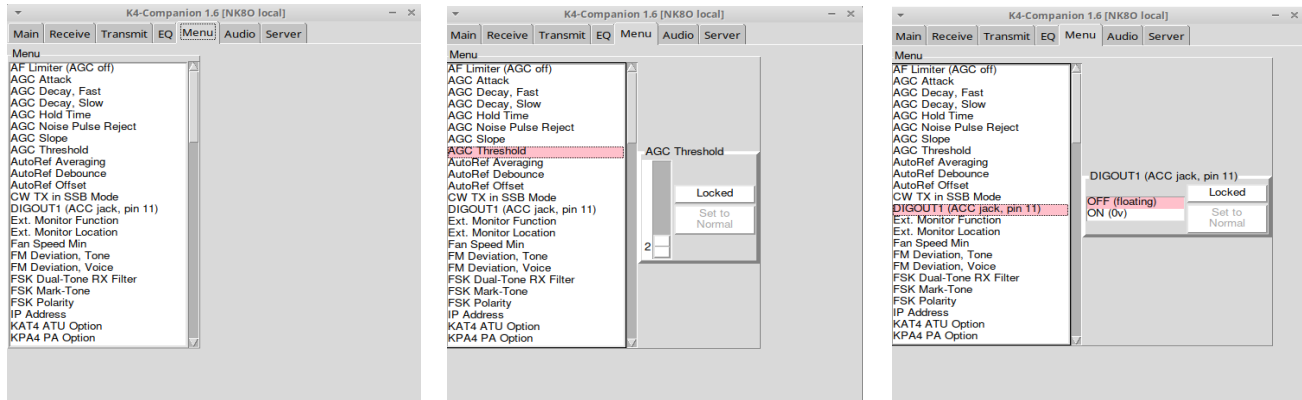 K4-Companion 1.6 [NK8O local]
Main Receive Transmit EQ Menu Audio Server
Menu
AF Limiter (AGC off)
AGC Attack
AGC Decay, Fast
AGC Decay, Slow
AGC Hold Time
AGC Noise Pulse Reject
AGC Slope
AGC Threshold
AutoRef Averaging
AutoRef Debounce
AutoRef Offset
CW TX in SSB Mode
DIGOUT1 (ACC jack, pin 11)
Ext. Monitor Function
Ext. Monitor Location
Fan Speed Min
FM Deviation, Tone
FM Deviation, Voice
FSK Dual-Tone RX Filter
FSK Mark-Tone
FSK Polarity
IP Address
KAT4 ATU Option
KPA4 PA Option
K4-Companion 1.6 [NK8O local]
Main Receive Transmit EQ Menu Audio Server
Menu
AF Limiter (AGC off)
AGC Attack
AGC Decay, Fast
AGC Decay, Slow
AGC Hold Time
AGC Noise Pulse Reject
AGC Slope
AGC Threshold
AutoRef Averaging
AutoRef Debounce
AutoRef Offset
CW TX in SSB Mode
DIGOUT1 (ACC jack, pin 11)
Ext. Monitor Function
Ext. Monitor Location
Fan Speed Min
FM Deviation, Tone
FM Deviation, Voice
FSK Dual-Tone RX Filter
FSK Mark-Tone
FSK Polarity
IP Address
KAT4 ATU Option
KPA4 PA Option
AGC Threshold
Locked
Set to
Normal
2
K4-Companion 1.6 [NK8O local]
Main Receive Transmit EQ Menu Audio Server
Menu
AF Limiter (AGC off)
AGC Attack
AGC Decay, Fast
AGC Decay, Slow
AGC Hold Time
AGC Noise Pulse Reject
AGC Slope
AGC Threshold
AutoRef Averaging
AutoRef Debounce
AutoRef Offset
CW TX in SSB Mode
DIGOUT1 (ACC jack, pin 11)
Ext. Monitor Function
Ext. Monitor Location
Fan Speed Min
FM Deviation, Tone
FM Deviation, Voice
FSK Dual-Tone RX Filter
FSK Mark-Tone
FSK Polarity
IP Address
KAT4 ATU Option
KPA4 PA Option
DIGOUT1 (ACC jack, pin 11)
OFF (floating)
ON (0v)
Locked
Set to
Normal